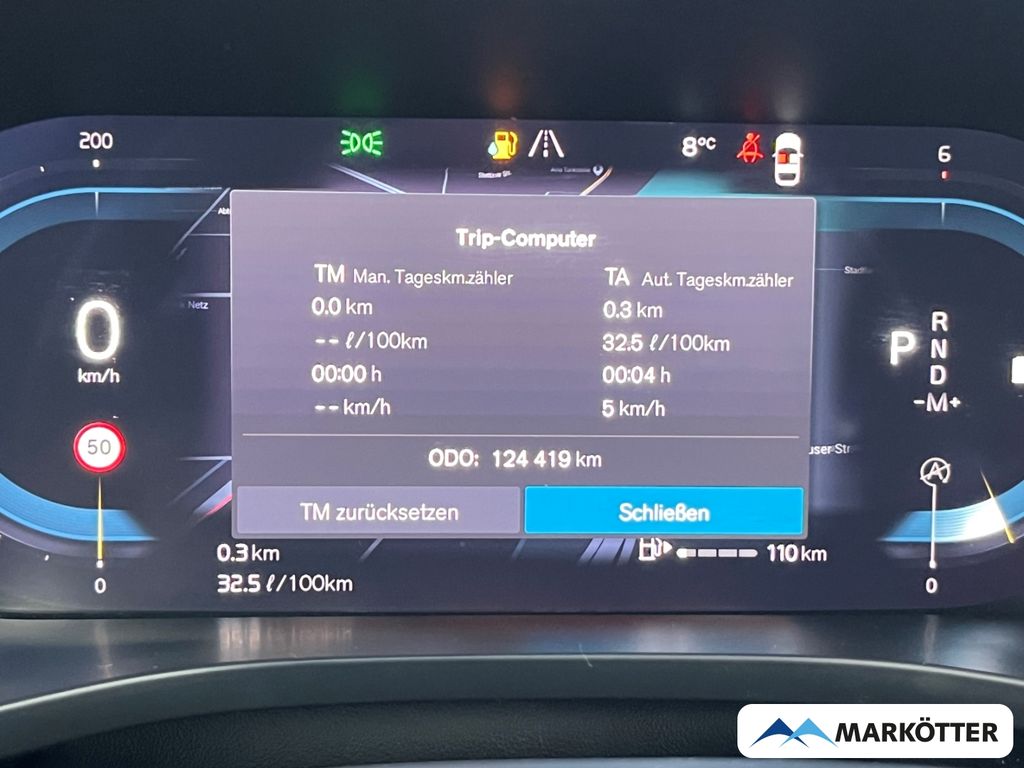 200
8°C
6
Trip-Computer
TM Man. Tageskm.zähler
TA Aut. Tageskm.zähler
0.0 km
0.3 km
-- ℓ/100km
32.5 ℓ/100km
00:00 h
00:04 h
-- km/h
5 km/h
ODO: 124 419 km
TM zurücksetzen
Schließen
Netz
0
km/h
50
0
0.3 km
32.5 ℓ/100km
110 km
P
R
N
D
-M+
A
0
MARKÖTTER